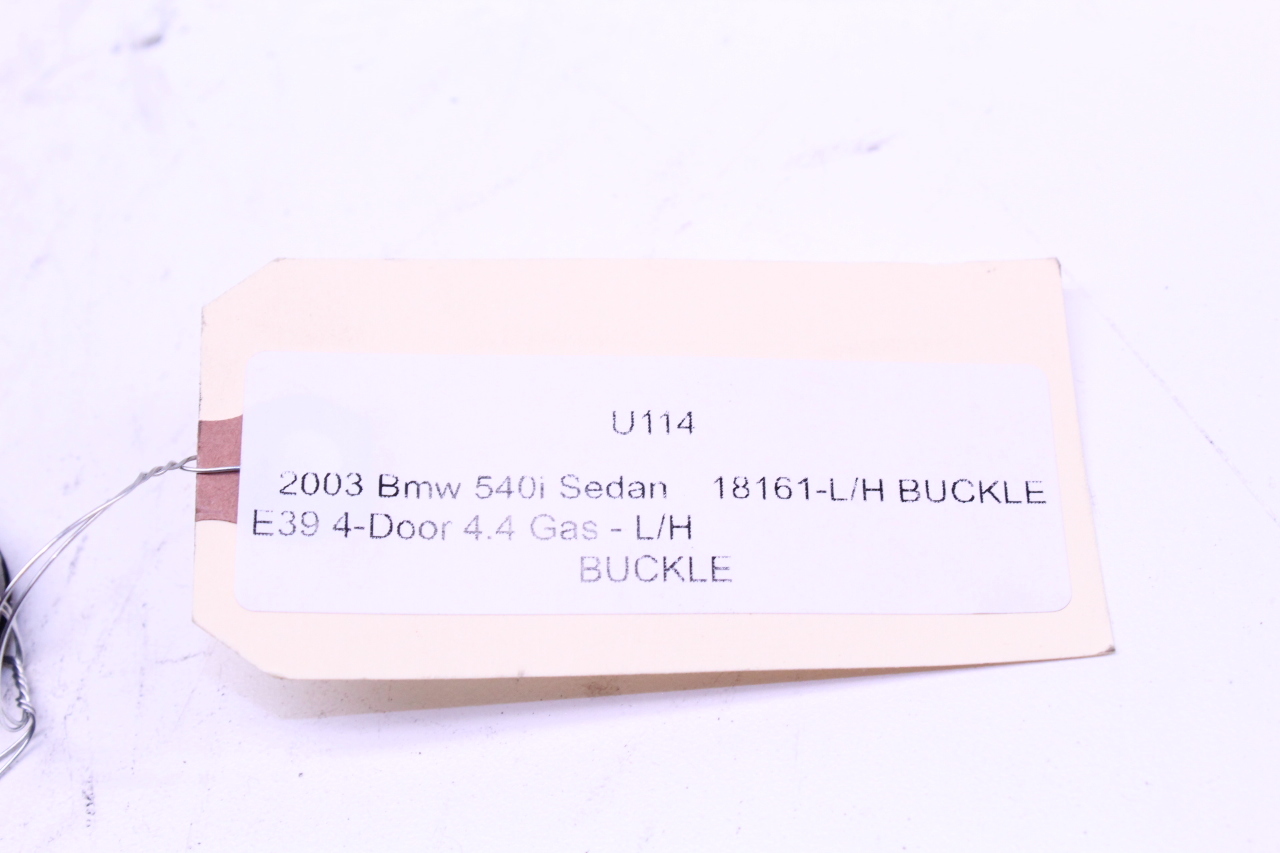 U114
2003 Bmw 540i Sedan 18161-L/H BUCKLE
E39 4-Door 4.4 Gas - L/H
BUCKLE